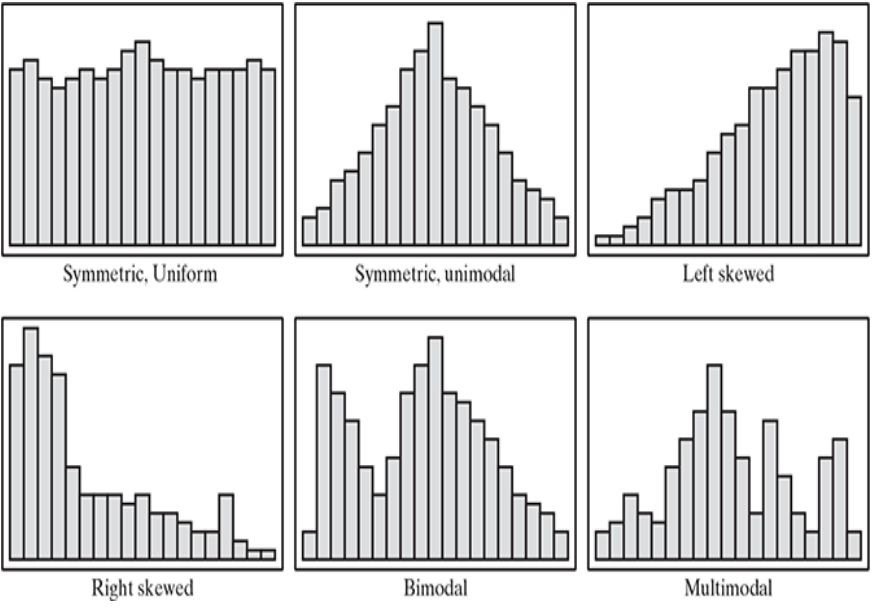 Symmetric, Uniform
Symmetric, unimodal
Left skewed
Right skewed
Bimodal
Multimodal